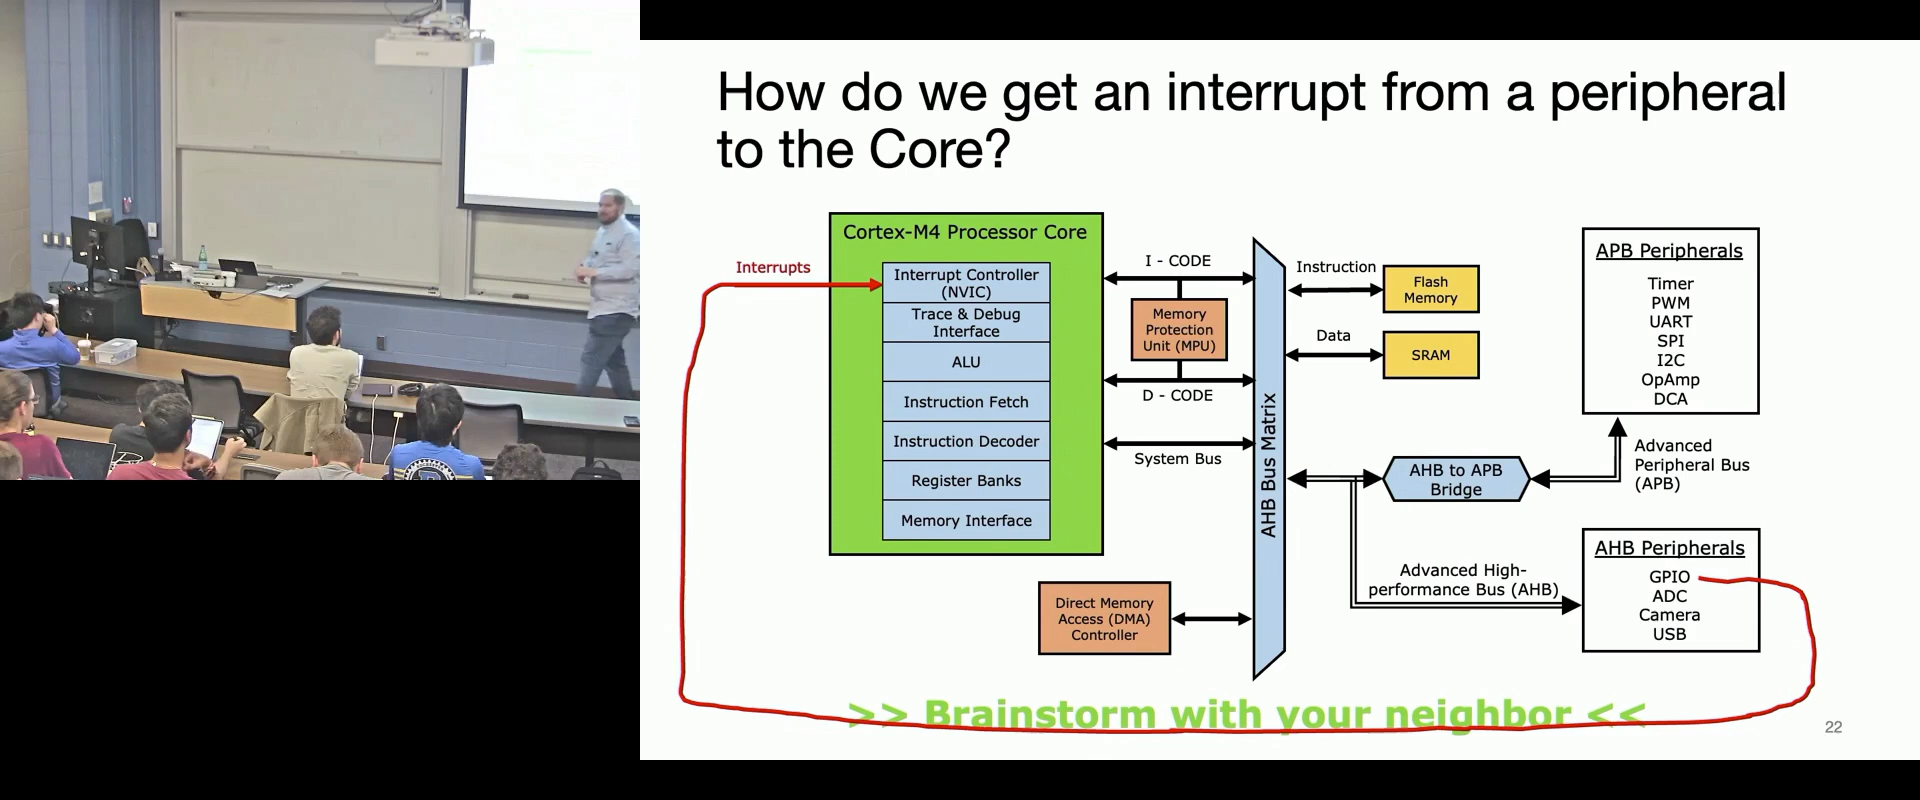 How do we get an interrupt from a peripheral
to the Core?
Cortex-M4 Processor Core
Interrupts
Interrupt Controller
(NVIC)
Trace & Debug
Interface
ALU
Instruction Fetch
Instruction Decoder
Register Banks
Memory Interface
I - CODE
Memory
Protection
Unit (MPU)
D - CODE
System Bus
AHB Bus Matrix
Direct Memory
Access (DMA)
Controller
Instruction
Flash
Memory
Data
SRAM
AHB to APB
Bridge
Advanced High-
performance Bus (AHB)
APB Peripherals
Timer
PWM
UART
SPI
I2C
OpAmp
DCA
Advanced
Peripheral Bus
(APB)
AHB Peripherals
GPIO
ADC
Camera
USB
>> Brainstorm with your neighbor <<
22